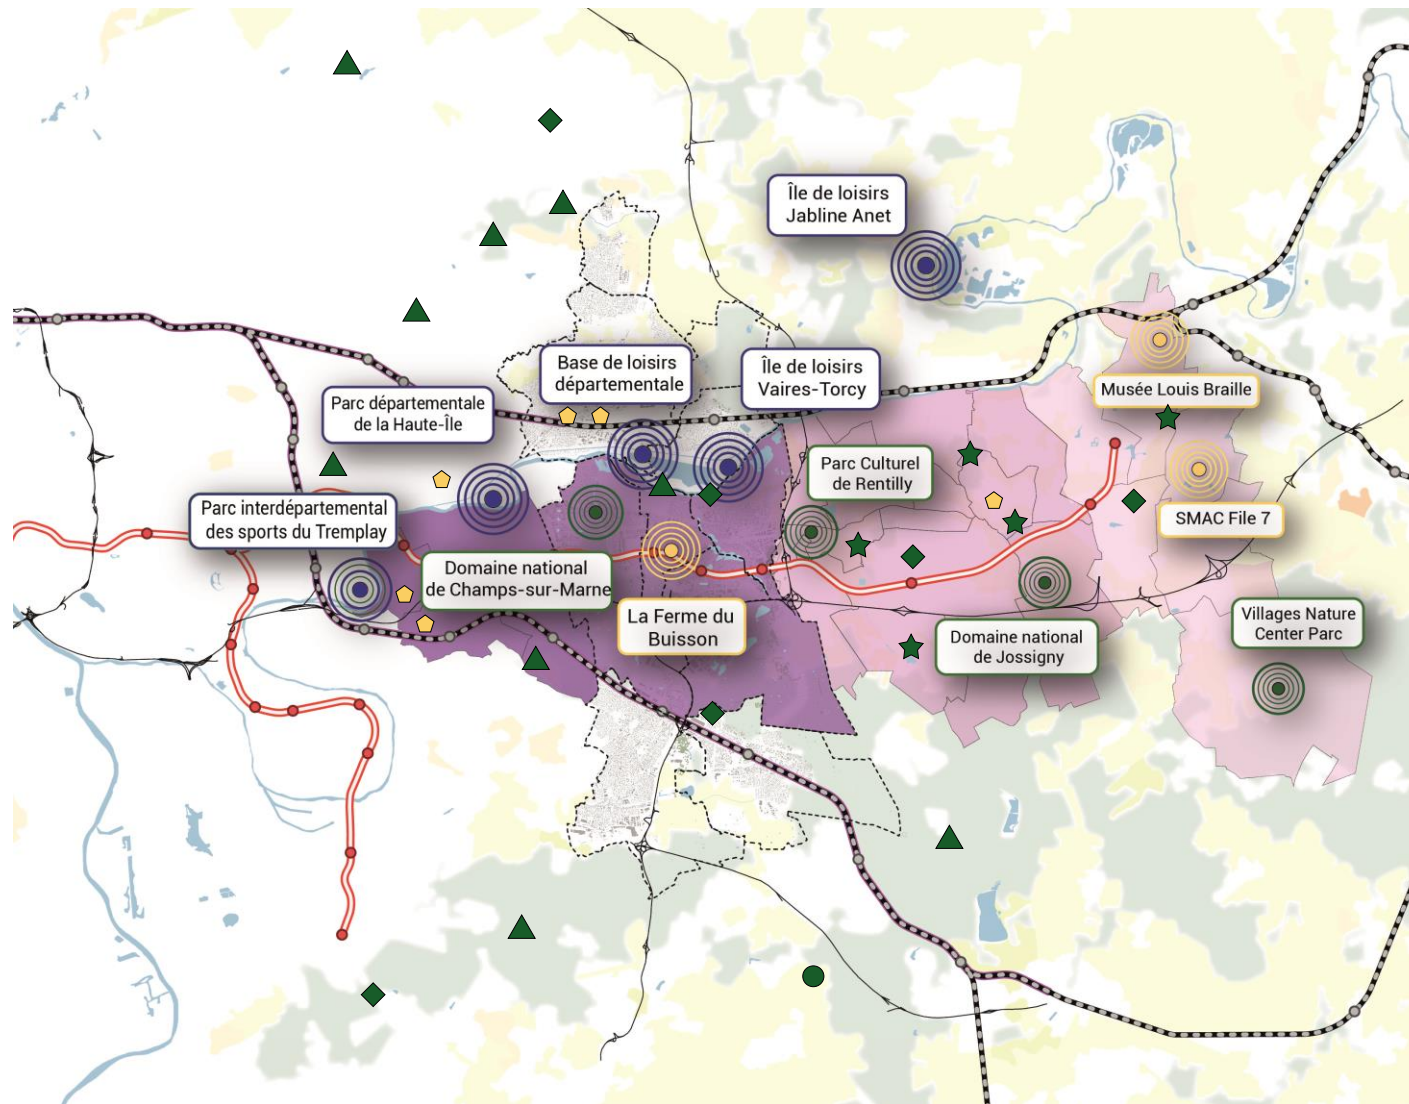 Île de loisirs
Jabline Anet
Base de loisirs
départementale
Île de loisirs
Vaires-Torcy
Parc départementale
de la Haute-Île
Musée Louis Braille
Parc Culturel
de Rentilly
Parc interdépartemental
des sports du Tremplay
SMAC File 7
Domaine national
de Champs-sur-Marne
La Ferme du
Buisson
Domaine national
de Jossigny
Villages Nature
Center Parc